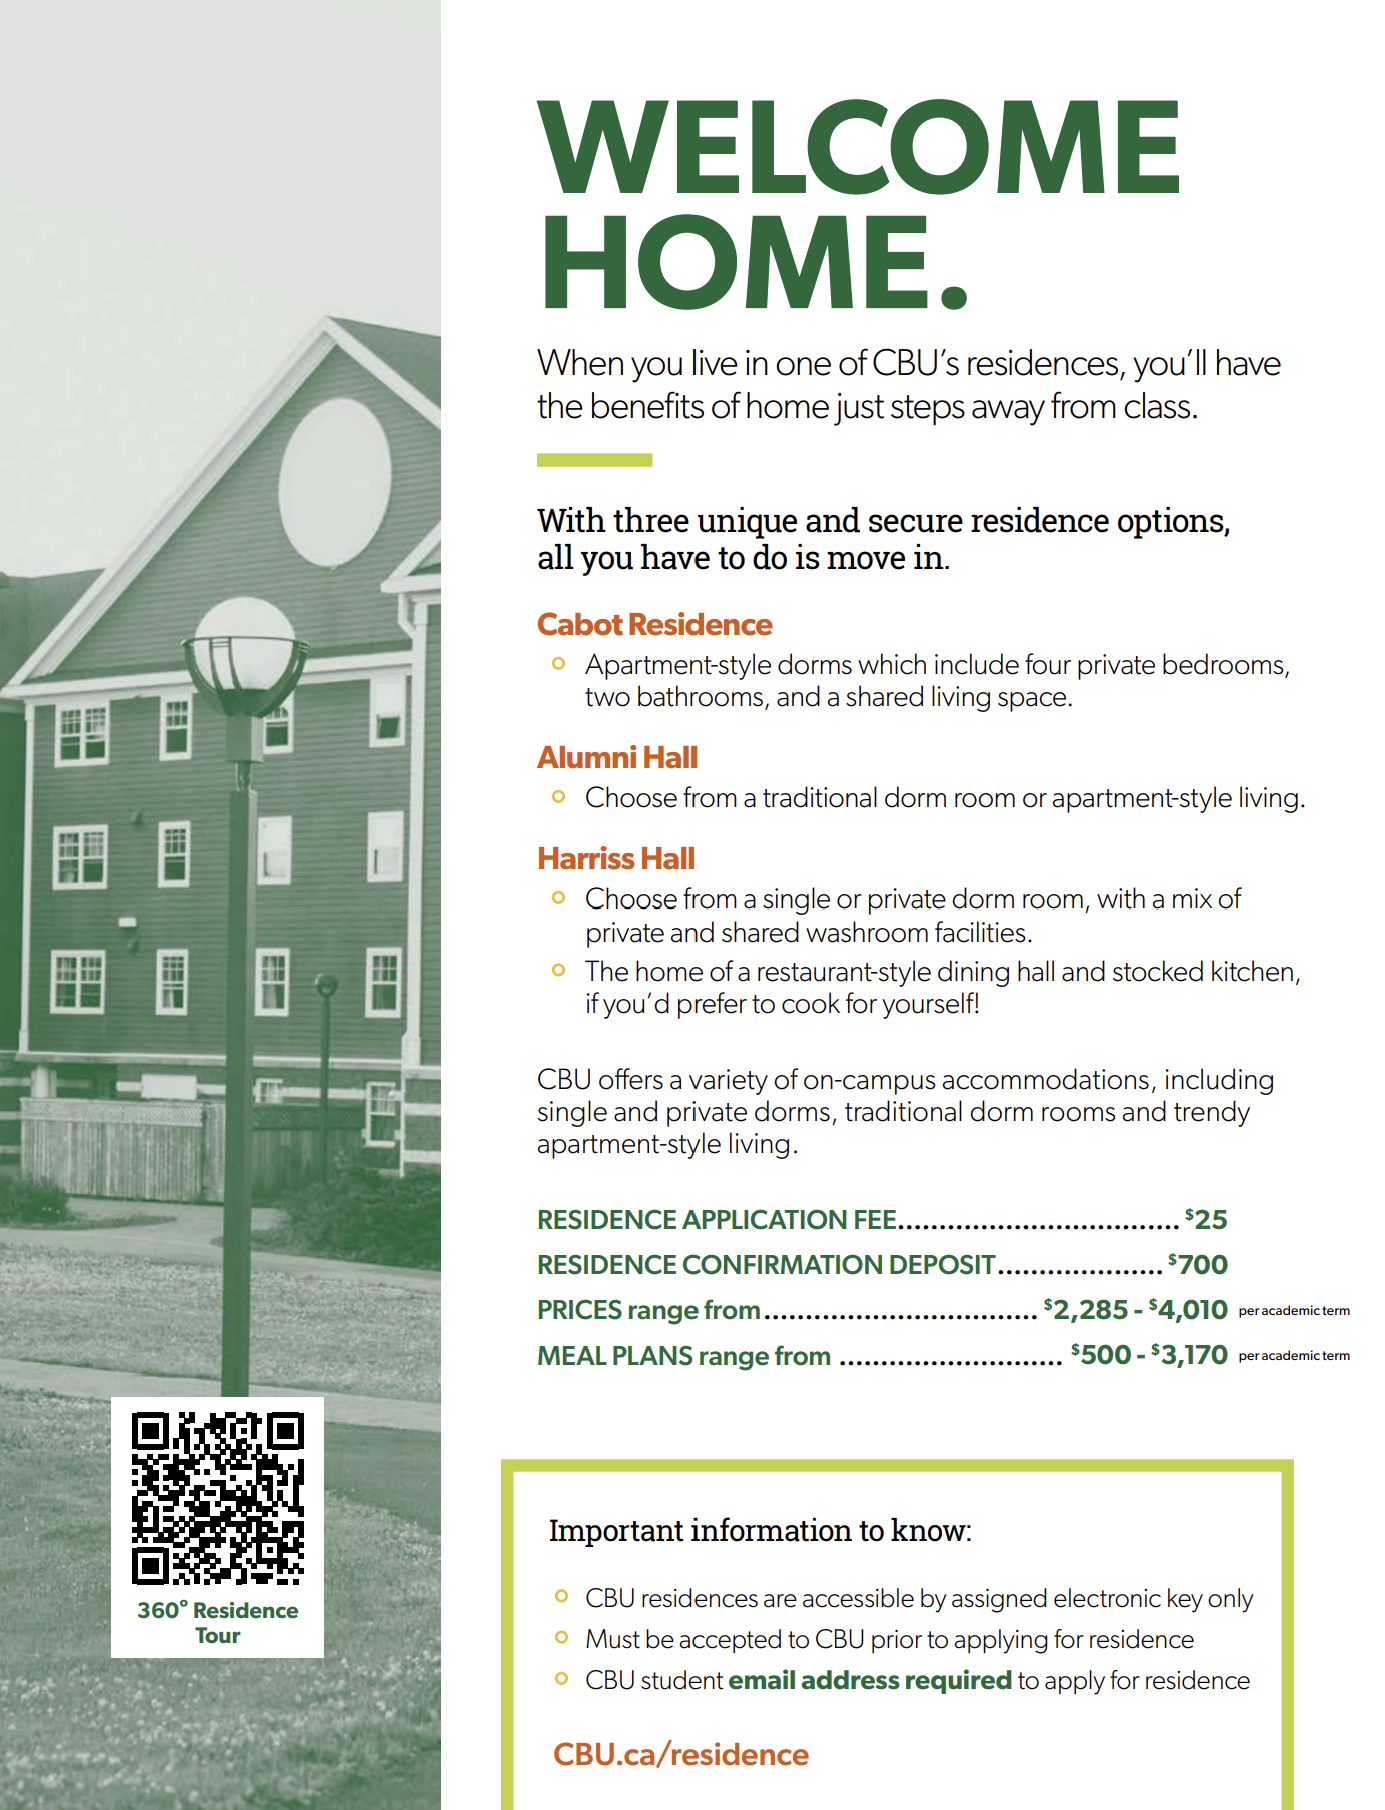 WELCOME
HOME.
When you live in one of CBU's residences, you'll have
the benefits of home just steps away from class.
With three unique and secure residence options,
all you have to do is move in.
Cabot Residence
Apartment-style dorms which include four private bedrooms,
two bathrooms, and a shared living space.
Alumni Hall
Choose from a traditional dorm room or apartment-style living.
Harriss Hall
Choose from a single or private dorm room, with a mix of
private and shared washroom facilities.
The home of a restaurant-style dining hall and stocked kitchen,
if you'd prefer to cook for yourself!
CBU offers a variety of on-campus accommodations, including
single and private dorms, traditional dorm rooms and trendy
apartment-style living.
RESIDENCE APPLICATION FEE.................................. $25
RESIDENCE CONFIRMATION DEPOSIT.................... $700
PRICES range from................................. $2,285 - $4,010 per academic term
MEAL PLANS range from ........................... $500 - $3,170 per academic term
360° Residence
Tour
Important information to know:
CBU residences are accessible by assigned electronic key only
Must be accepted to CBU prior to applying for residence
CBU student email address required to apply for residence
CBU.ca/residence